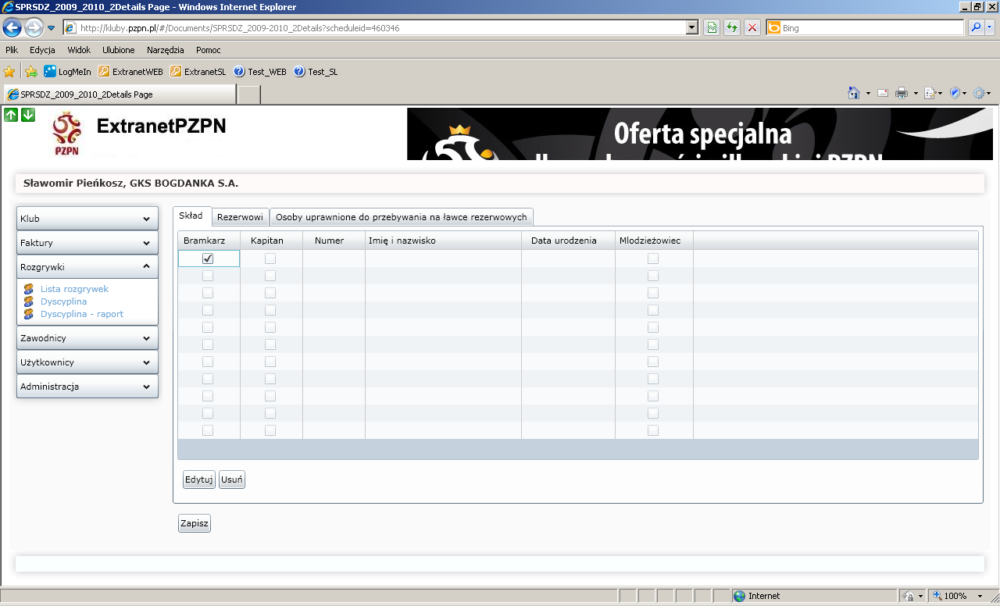 SPRSDZ_2009_2010_2Details Page - Windows Internet Explorer
http://kluby.pzpn.pl/#/Documents/SPRSDZ_2009-2010_2Details?scheduleid=460346
Bing
Plik Edycja Widok Ulubione Narzędzia Pomoc
LogMeIn ExtranetWEB ExtranetSL Test_WEB Test_SL
SPRSDZ_2009_2010_2Details Page
PZPN
ExtranetPZPN
Oferta specjalna
Sławomir Pieńkosz, GKS BOGDANKA S.A.
Klub
Faktury
Rozgrywki
Lista rozgrywek
Dyscyplina
Dyscyplina - raport
Zawodnicy
Użytkownicy
Administracja
Skład Rezerwowi Osoby uprawnione do przebywania na ławce rezerwowych
Bramkarz Kapitan Numer Imię i nazwisko Data urodzenia Mlodzieżowiec
Edytuj Usuń
Zapisz
Internet 100%